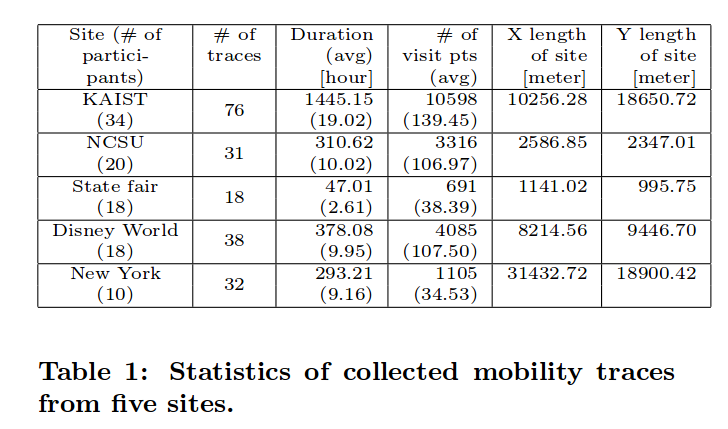 Site (# of partici- pants) # of traces Duration (avg) [hour] # of visit pts (avg) X length of site [meter] Y length of site [meter]
KAIST (34) 76 1445.15 (19.02) 10598 (139.45) 10256.28 18650.72
NCSU (20) 31 310.62 (10.02) 3316 (106.97) 2586.85 2347.01
State fair (18) 18 47.01 (2.61) 691 (38.39) 1141.02 995.75
Disney World (18) 38 378.08 (9.95) 4085 (107.50) 8214.56 9446.70
New York (10) 32 293.21 (9.16) 1105 (34.53) 31432.72 18900.42
Table 1: Statistics of collected mobility traces
from five sites.